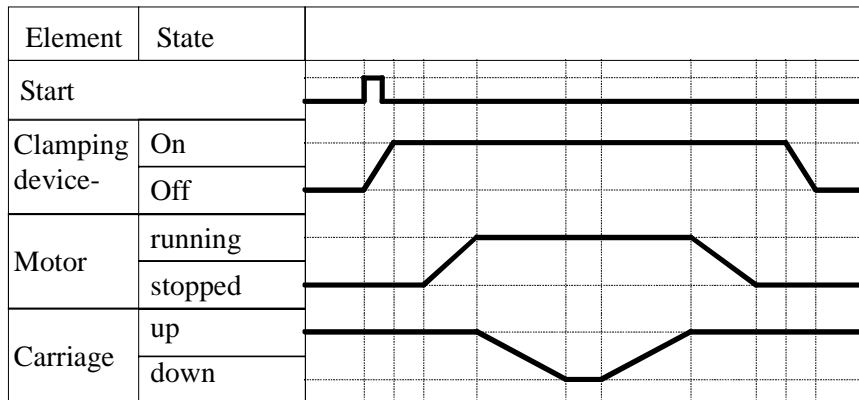 Element State
Start
Clamping On
device- Off
Motor running
stopped
Carriage up
down